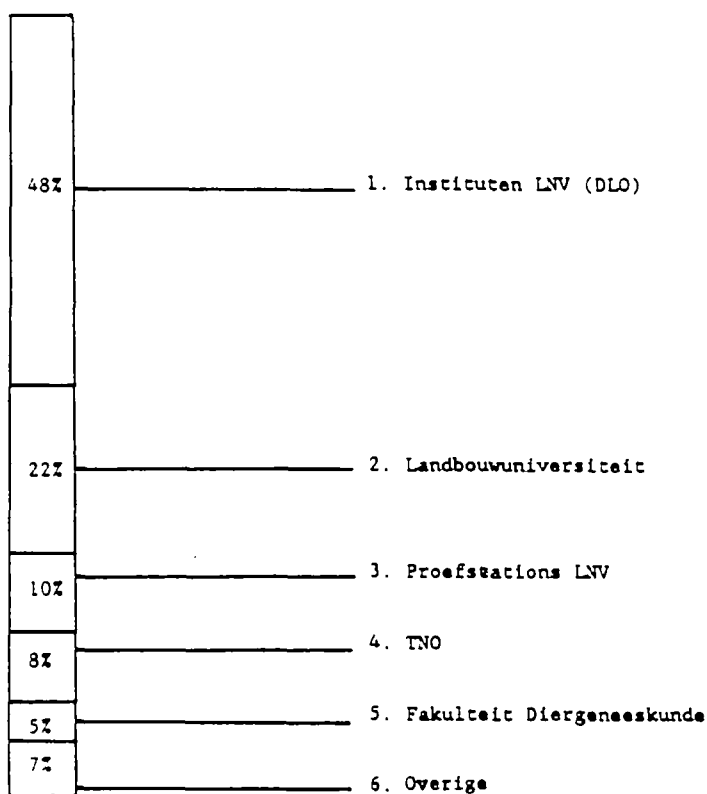 48% 1. Instituten LNV (DLO)
22% 2. Landbouwuniversiteit
10% 3. Proefstations LNV
8% 4. TNO
5% 5. Fakulteit Diergeneeskunde
7% 6. Overige